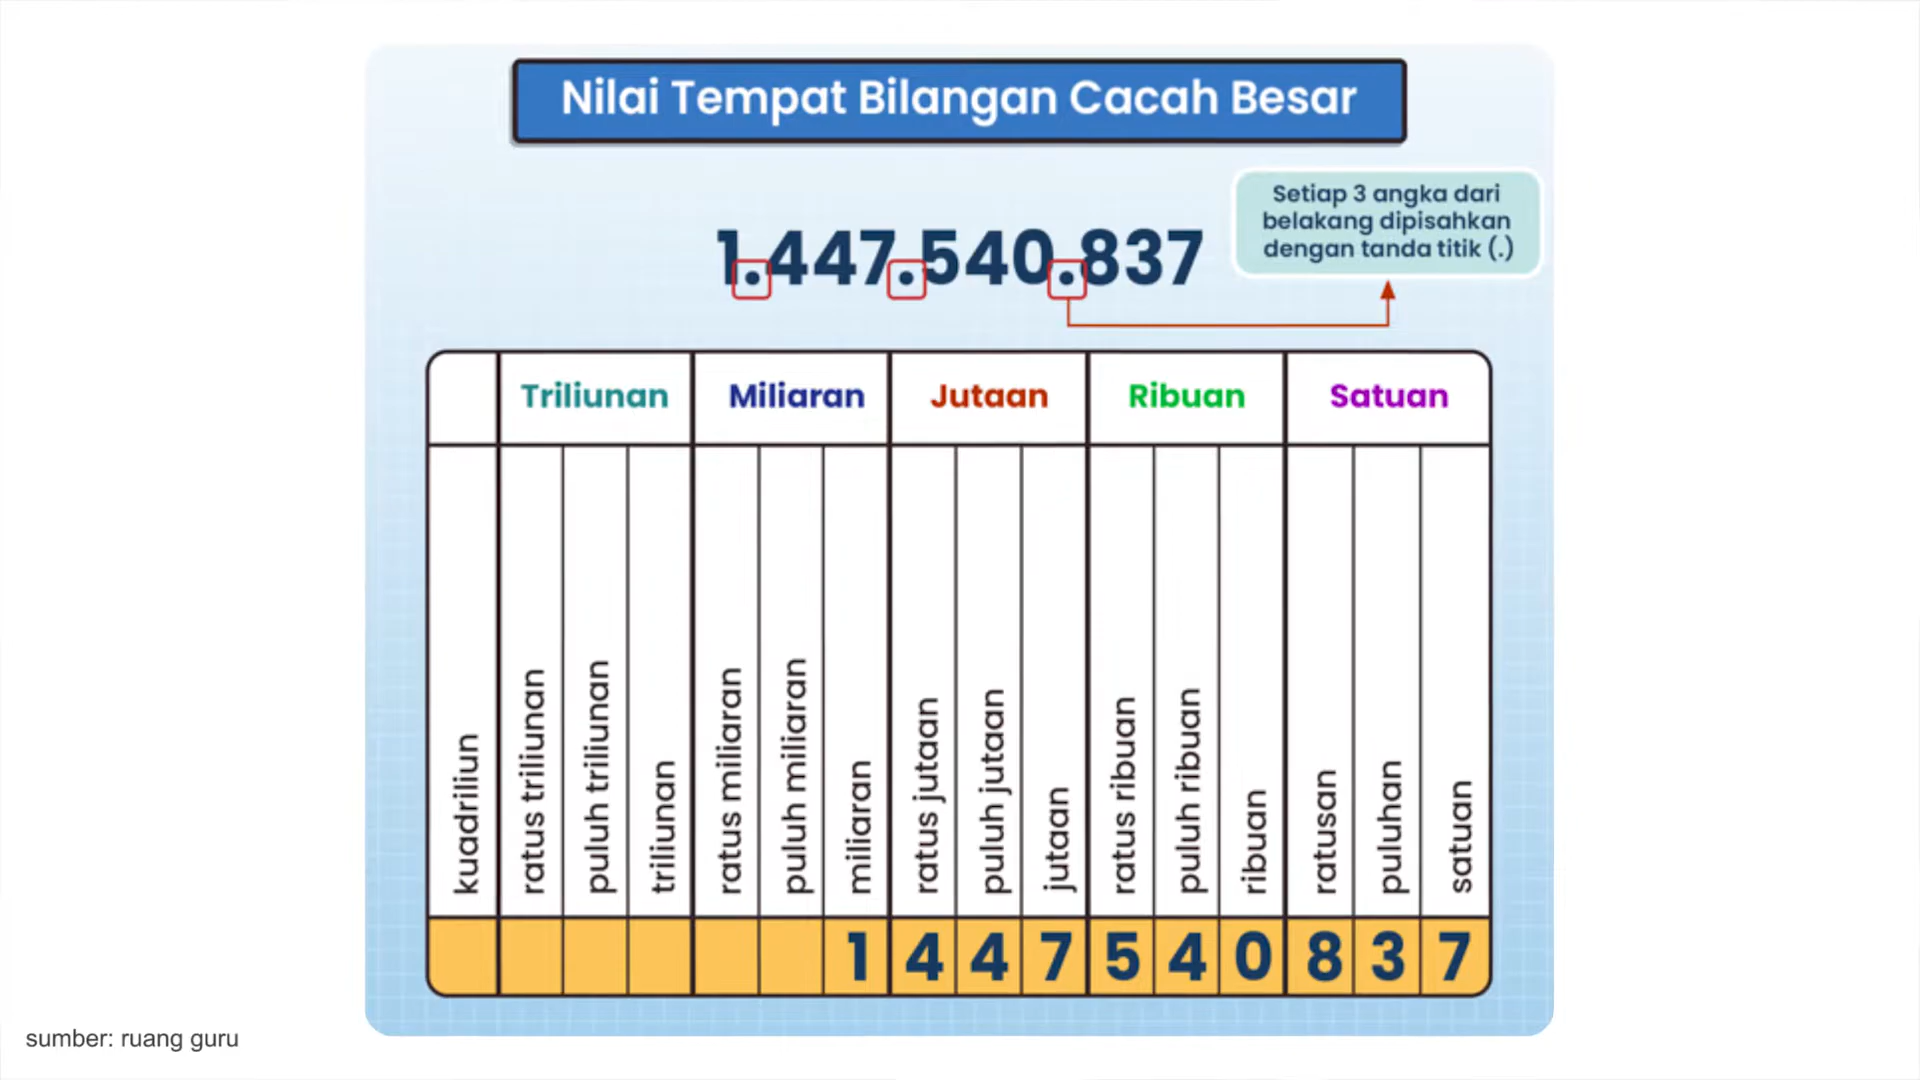 Nilai Tempat Bilangan Cacah Besar
Setiap 3 angka dari
belakang dipisahkan
dengan tanda titik (.)
1.447.540.837
Triliunan Miliaran Jutaan Ribuan Satuan
kuadriliun
ratus triliunan
puluh triliunan
triliunan
ratus miliaran
puluh miliaran
miliaran
ratus jutaan
puluh jutaan
jutaan
ratus ribuan
puluh ribuan
ribuan
ratusan
puluhan
satuan
1 4 4 7 5 4 0 8 3 7
sumber: ruang guru